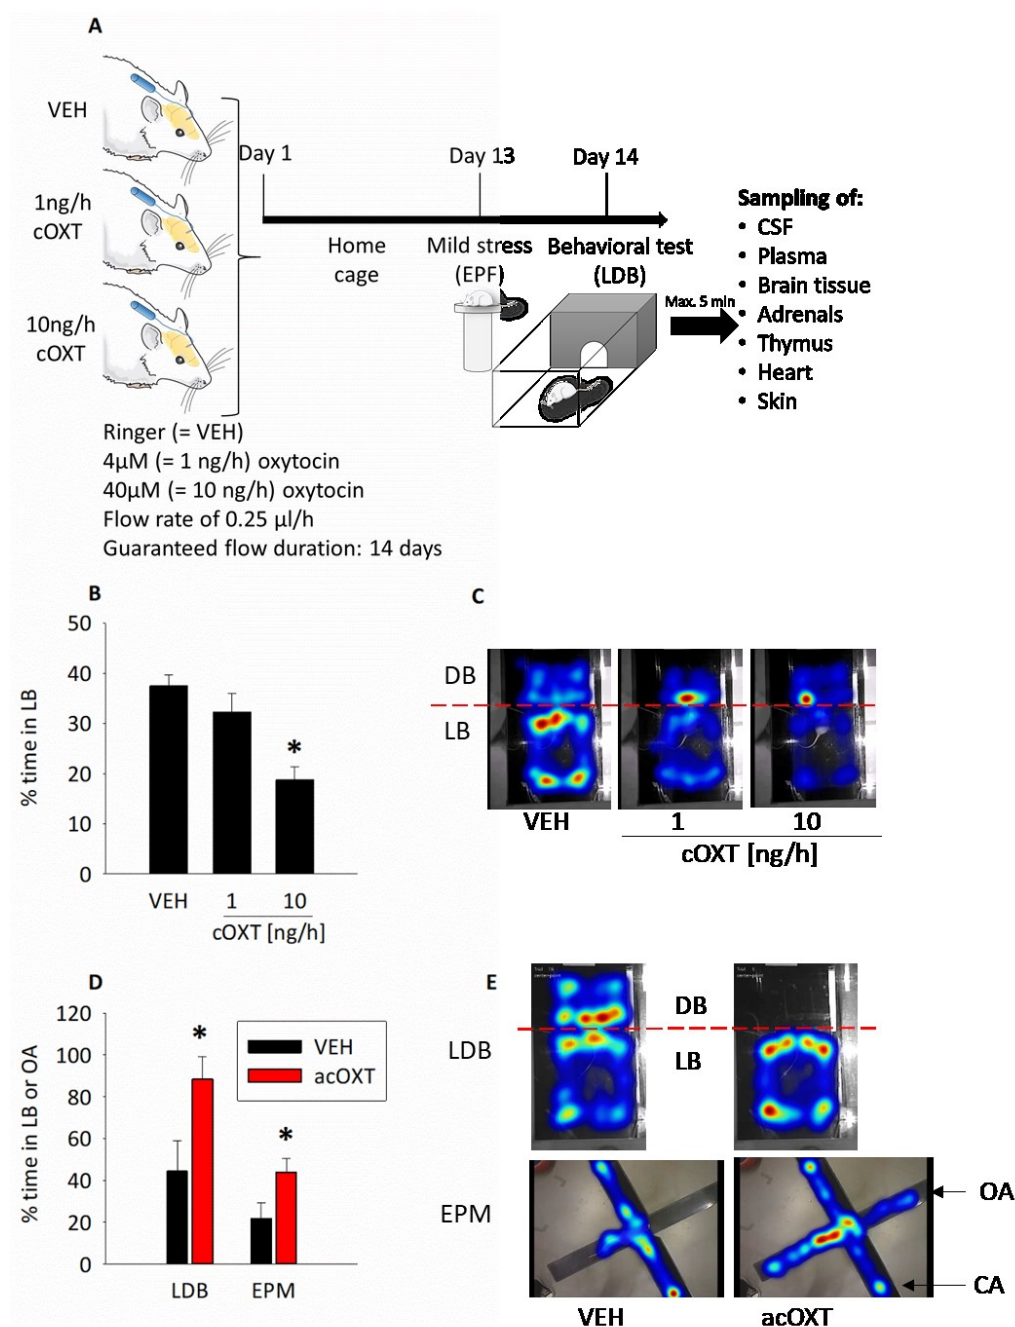 A
VEH
1ng/h
cOXT
10ng/h
cOXT
Day 1
Day 13
Day 14
Home
cage
Mild stress
(EPF)
Behavioral test
(LDB)
Max. 5 min
Sampling of:
• CSF
• Plasma
• Brain tissue
• Adrenals
• Thymus
• Heart
• Skin
Ringer (= VEH)
4µM (= 1 ng/h) oxytocin
40µM (= 10 ng/h) oxytocin
Flow rate of 0.25 µl/h
Guaranteed flow duration: 14 days
B
50
40
30
20
10
0
% time in LB
*
VEH
1
10
cOXT [ng/h]
C
DB
LB
VEH
1
10
cOXT [ng/h]
D
120
100
80
60
40
20
0
% time in LB or OA
VEH
acOXT
*
*
LDB
EPM
E
LDB
DB
LB
EPM
OA
CA
VEH
acOXT